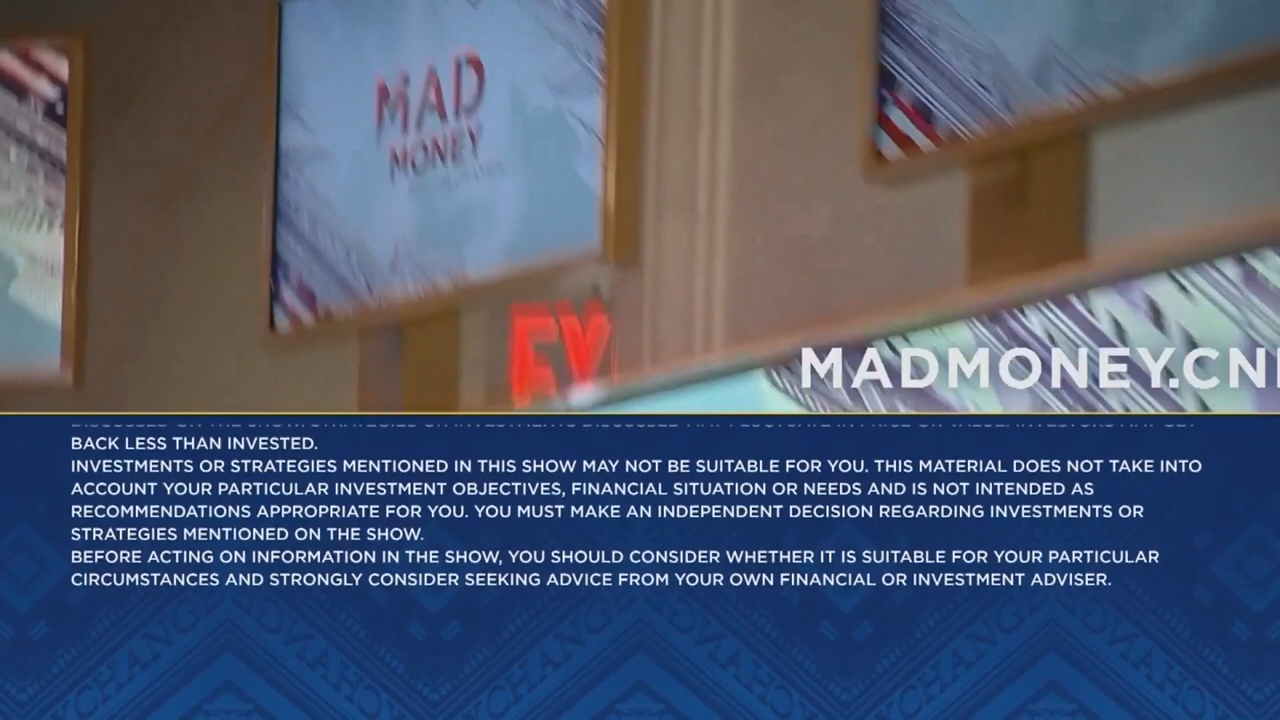 MAD
MONEY
EX
MADMONEY.CN
BACK LESS THAN INVESTED.
INVESTMENTS OR STRATEGIES MENTIONED IN THIS SHOW MAY NOT BE SUITABLE FOR YOU. THIS MATERIAL DOES NOT TAKE INTO
ACCOUNT YOUR PARTICULAR INVESTMENT OBJECTIVES, FINANCIAL SITUATION OR NEEDS AND IS NOT INTENDED AS
RECOMMENDATIONS APPROPRIATE FOR YOU. YOU MUST MAKE AN INDEPENDENT DECISION REGARDING INVESTMENTS OR
STRATEGIES MENTIONED ON THE SHOW.
BEFORE ACTING ON INFORMATION IN THE SHOW, YOU SHOULD CONSIDER WHETHER IT IS SUITABLE FOR YOUR PARTICULAR
CIRCUMSTANCES AND STRONGLY CONSIDER SEEKING ADVICE FROM YOUR OWN FINANCIAL OR INVESTMENT ADVISER.